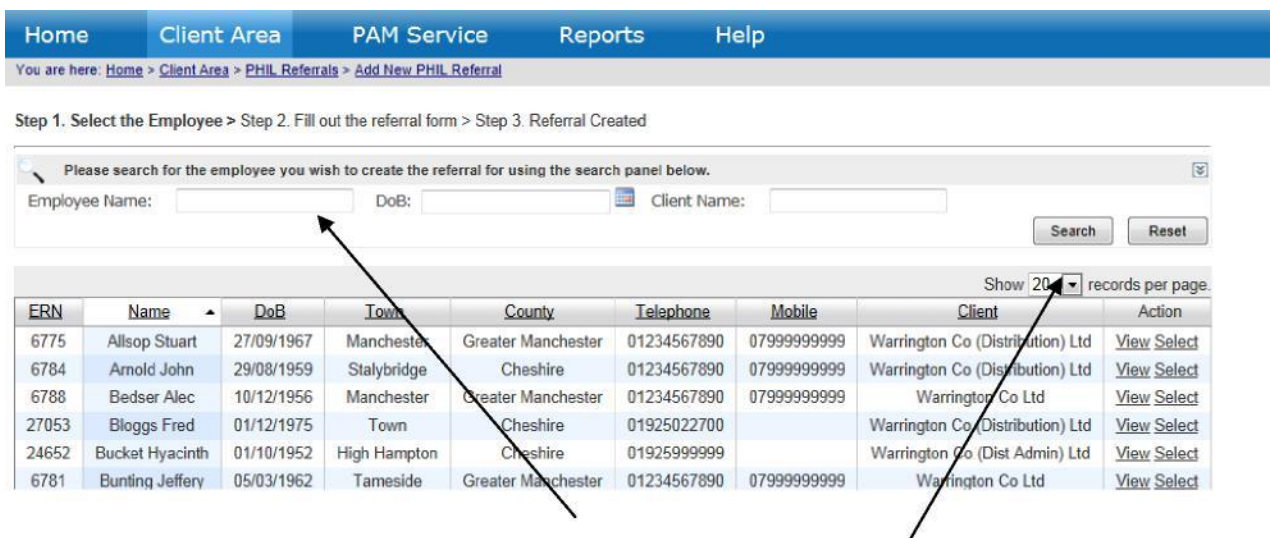 Home Client Area PAM Service Reports Help
You are here: Home > Client Area > PHIL Referrals > Add New PHIL Referral
Step 1. Select the Employee > Step 2. Fill out the referral form > Step 3. Referral Created
Please search for the employee you wish to create the referral for using the search panel below.
Employee Name: DoB: Client Name:
Search Reset
Show 20 records per page.
ERN Name DoB Town County Telephone Mobile Client Action
6775 Allsop Stuart 27/09/1967 Manchester Greater Manchester 01234567890 07999999999 Warrington Co (Distribution) Ltd View Select
6784 Arnold John 29/08/1959 Stalybridge Cheshire 01234567890 07999999999 Warrington Co (Distribution) Ltd View Select
6788 Bedser Alec 10/12/1956 Manchester Greater Manchester 01234567890 07999999999 Warrington Co Ltd View Select
27053 Bloggs Fred 01/12/1975 Town Cheshire 01925022700 Warrington Co (Distribution) Ltd View Select
24652 Bucket Hyacinth 01/10/1952 High Hampton Cheshire 01925999999 Warrington Co (Dist Admin) Ltd View Select
6781 Bunting Jeffery 05/03/1962 Tameside Greater Manchester 01234567890 07999999999 Warrington Co Ltd View Select